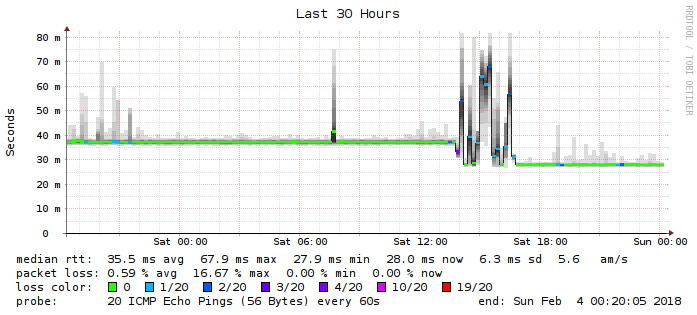 Last 30 Hours
RRDTOOL / TOBI OETIKER
Seconds
80 m
70 m
60 m
50 m
40 m
30 m
20 m
10 m
0
Sat 00:00 Sat 06:00 Sat 12:00 Sat 18:00 Sun 00:00
median rtt: 35.5 ms avg 67.9 ms max 27.9 ms min 28.0 ms now 6.3 ms sd 5.6 am/s
packet loss: 0.59 % avg 16.67 % max 0.00 % min 0.00 % now
loss color: 0 1/20 2/20 3/20 4/20 10/20 19/20
probe: 20 ICMP Echo Pings (56 Bytes) every 60s end: Sun Feb 4 00:20:05 2018